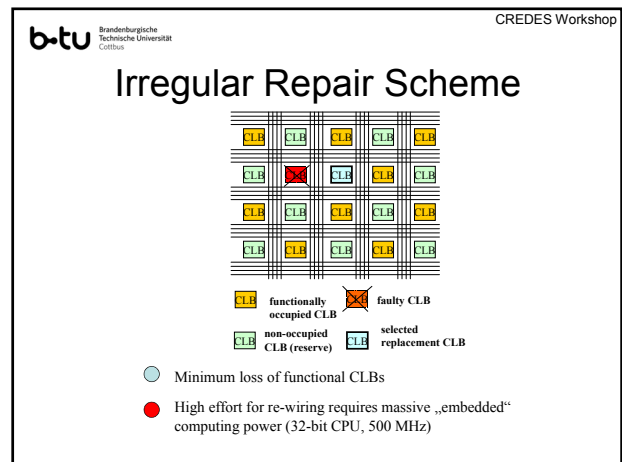 CREDES Workshop
b-tu Brandenburgische
Technische Universität
Cottbus
Irregular Repair Scheme
CLB CLB CLB CLB CLB
CLB CLB CLB CLB CLB
CLB CLB CLB CLB CLB
CLB CLB CLB CLB CLB
CLB functionally occupied CLB
CLB faulty CLB
CLB non-occupied CLB (reserve)
CLB selected replacement CLB
Minimum loss of functional CLBs
High effort for re-wiring requires massive „embedded“
computing power (32-bit CPU, 500 MHz)